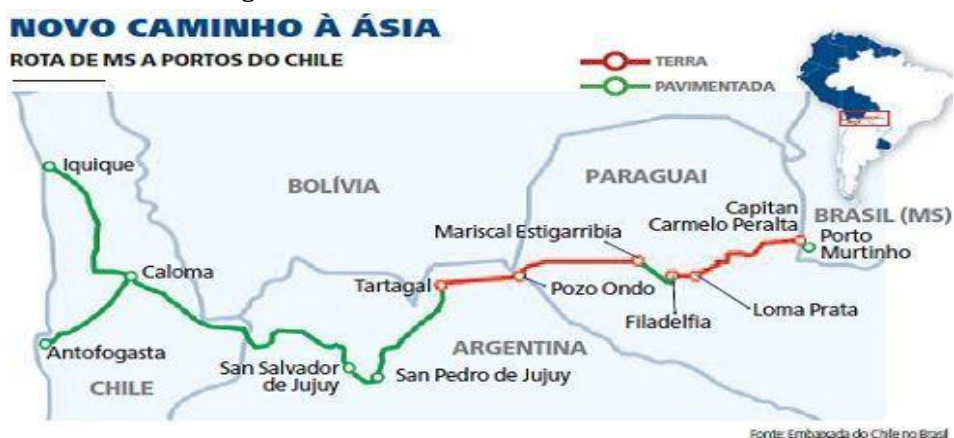 NOVO CAMINHO À ÁSIA
ROTA DE MS A PORTOS DO CHILE
TERRA
PAVIMENTADA
Iquique
BOLÍVIA
PARAGUAI
Capitan
Carmelo Peralta
BRASIL (MS)
Porto
Murtinho
Mariscal Estigarribia
Caloma
Tartagal
Pozo Ondo
Loma Prata
Filadelfia
Antofogasta
ARGENTINA
San Salvador
de Jujuy
San Pedro de Jujuy
CHILE
Fonte: Embaixada do Chile no Brasil